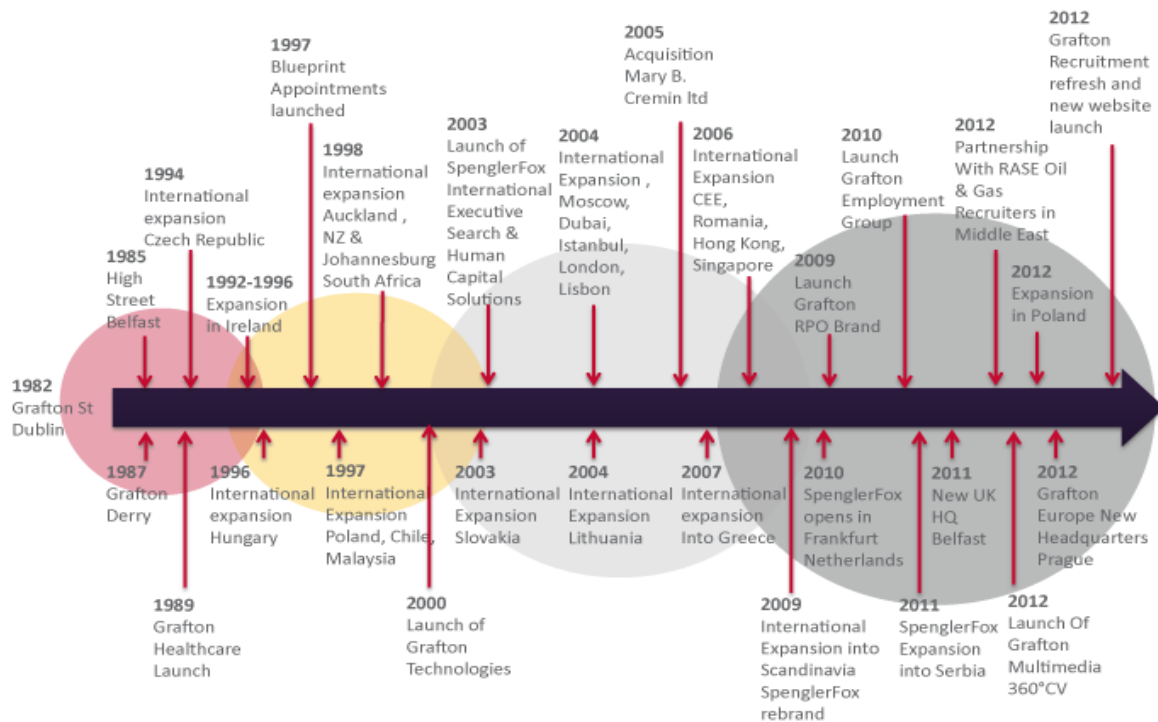 1982
Grafton St
Dublin
1985
High
Street
Belfast
1994
International
expansion
Czech Republic
1992-1996
Expansion
in Ireland
1997
Blueprint
Appointments
launched
1998
International
expansion
Auckland ,
NZ &
Johannesburg
South Africa
2003
Launch of
SpenglerFox
International
Executive
Search &
Human
Capital
Solutions
2004
International
Expansion ,
Moscow,
Dubai,
Istanbul,
London,
Lisbon
2005
Acquisition
Mary B.
Cremin ltd
2006
International
Expansion
CEE,
Romania,
Hong Kong,
Singapore
2009
Launch
Grafton
RPO Brand
2010
Launch
Grafton
Employment
Group
2012
Partnership
With RASE Oil
& Gas
Recruiters in
Middle East
2012
Expansion
in Poland
2012
Grafton
Recruitment
refresh and
new website
launch
1987
Grafton
Derry
1989
Grafton
Healthcare
Launch
1996
International
expansion
Hungary
1997
International
Expansion
Poland, Chile,
Malaysia
2000
Launch of
Grafton
Technologies
2003
International
Expansion
Slovakia
2004
International
Expansion
Lithuania
2007
International
expansion
Into Greece
2009
International
Expansion into
Scandinavia
SpenglerFox
rebrand
2010
SpenglerFox
opens in
Frankfurt
Netherlands
2011
SpenglerFox
Expansion
into Serbia
2011
New UK
HQ
Belfast
2012
Launch Of
Grafton
Multimedia
360°CV
2012
Grafton
Europe New
Headquarters
Prague